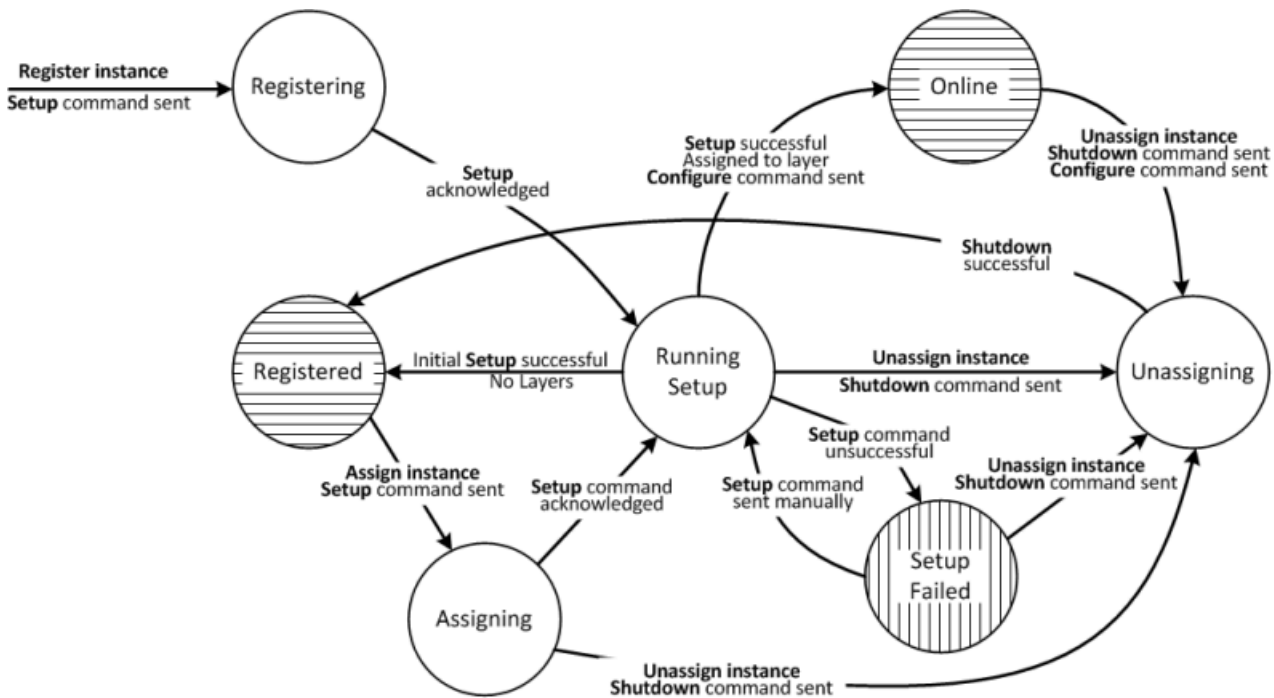 Register instance
Setup command sent
Registering
Online
Setup
acknowledged
Setup successful
Assigned to layer
Configure command sent
Unassign instance
Shutdown command sent
Configure command sent
Shutdown
successful
Registered
Initial Setup successful
No Layers
Running
Setup
Unassign instance
Shutdown command sent
Unassigning
Assign instance
Setup command sent
Setup command
acknowledged
Setup command
sent manually
Setup command
unsuccessful
Unassign instance
Shutdown command sent
Setup
Failed
Assigning
Unassign instance
Shutdown command sent